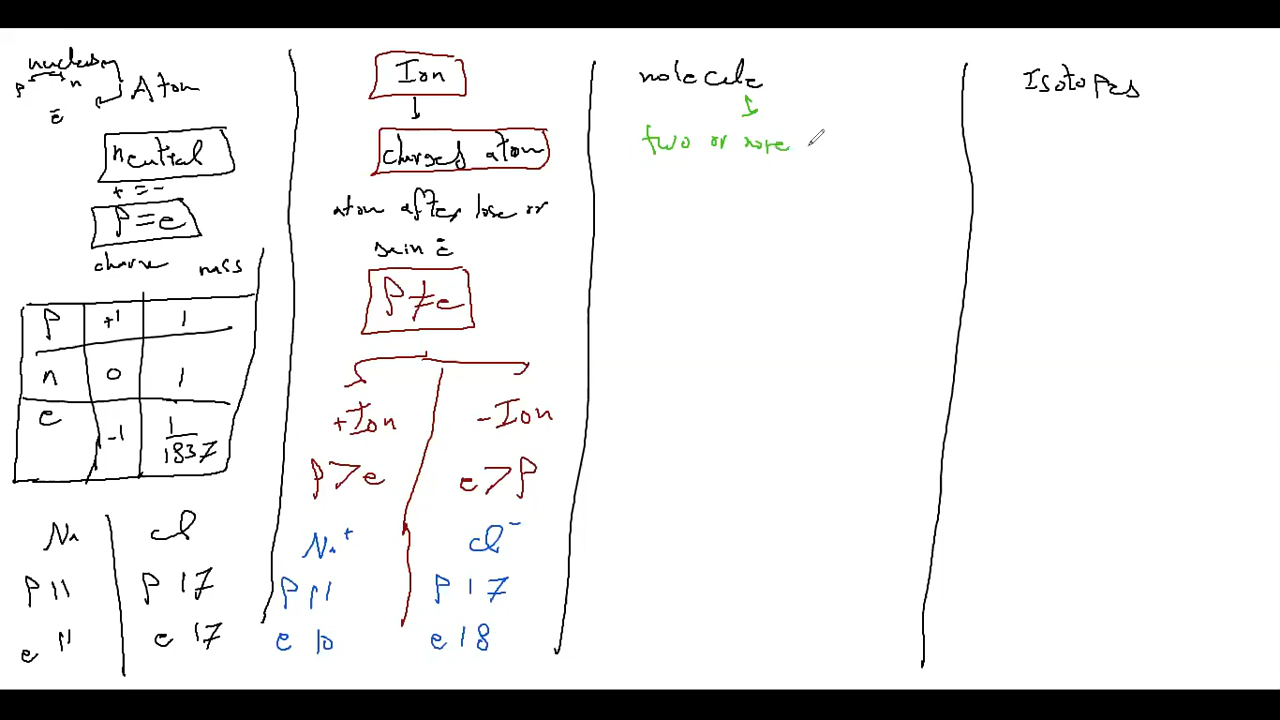 nucleus
P n
ē
Atom
neutral
+ = -
P = e
charge mass
P +1 1
n 0 1
e -1 1/1837
Na Cl
P 11 P 17
e 11 e 17
Ion
charged atom
atom after lose or
gain ē
P ≠ e
+Ion -Ion
P > e e > P
Na⁺ Cl⁻
P 11 P 17
e 10 e 18
molecule
two or more
Isotopes